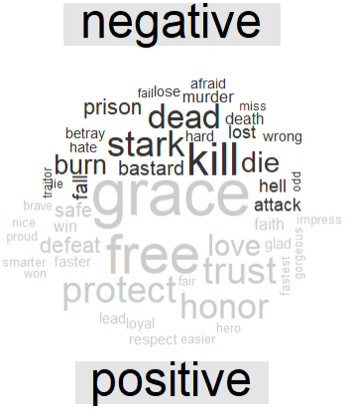 negative
afraid
fail lose
murder
prison dead miss
death
betray stark hard lost wrong
hate kill
burn bastard die
traitor lie fall hell odd
grace attack
brave safe
nice win faith impress
proud defeat love glad
smarter faster free trust fastest gorgeous
won
protect fair
honor
lead loyal hero
respect easier
positive